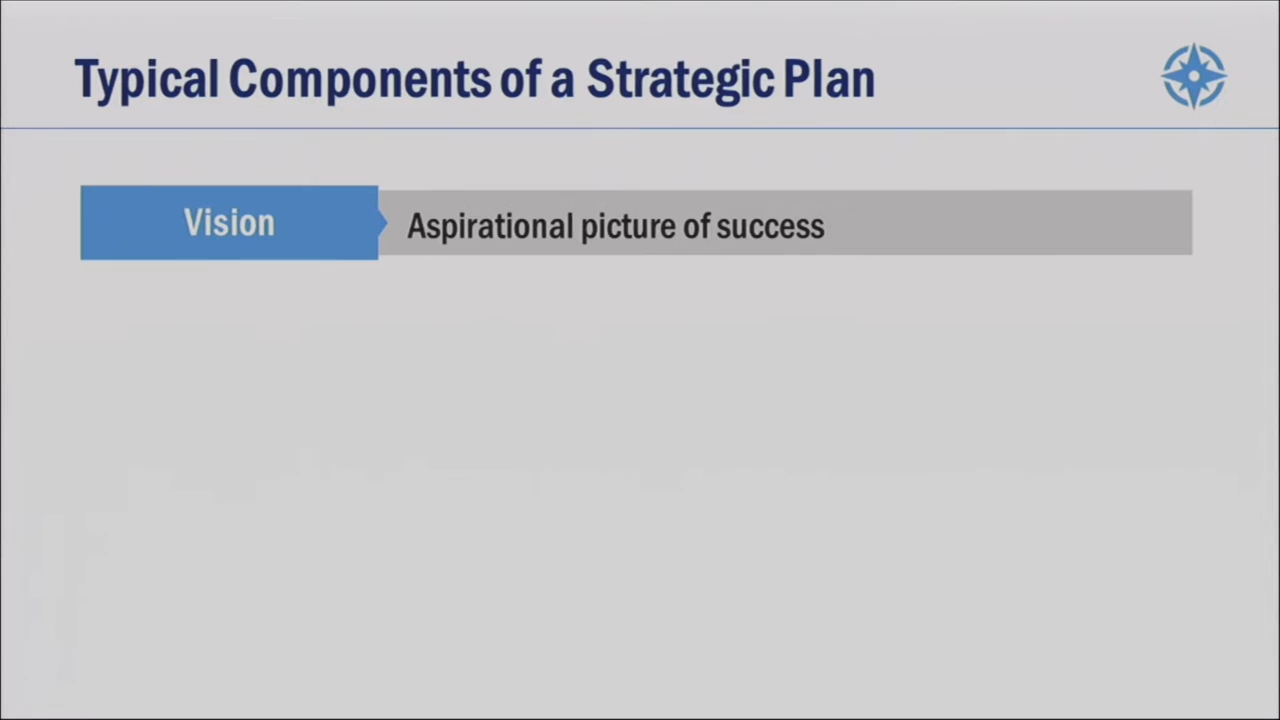 Typical Components of a Strategic Plan
Vision
Aspirational picture of success